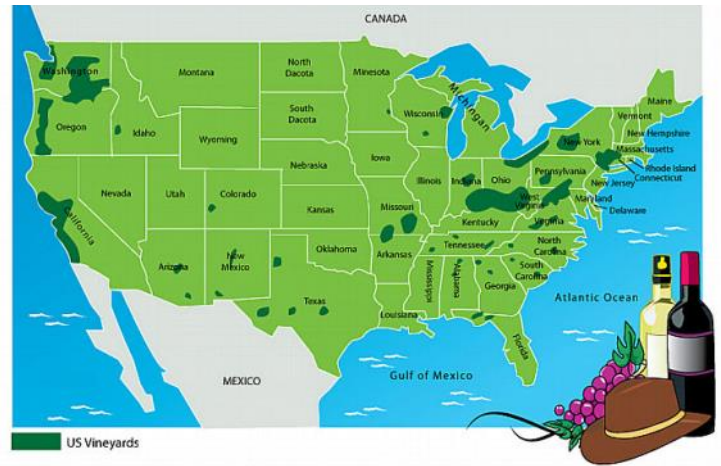 CANADA
Washington
Montana
North
Dacota
Minesota
Michingan
Maine
Oregon
Idaho
Wyoming
South
Dacota
Wisconsin
New York
Vermont
New Hempshire
Massachusetts
Rhode Island
Connecticut
Nevada
Utah
Colorado
Nebraska
Iowa
Illinois
Indiana
Ohio
Pennsylvania
New Jersey
Maryland
Delaware
California
Kansas
Missouri
Kentucky
West
Virginia
Virginia
Arizona
New
Mexico
Oklahoma
Arkansas
Tennessee
North
Carolina
South
Carolina
Texas
Louisiana
Mississippi
Alabama
Georgia
Florida
Atlantic Ocean
MEXICO
Gulf of Mexico
US Vineyards